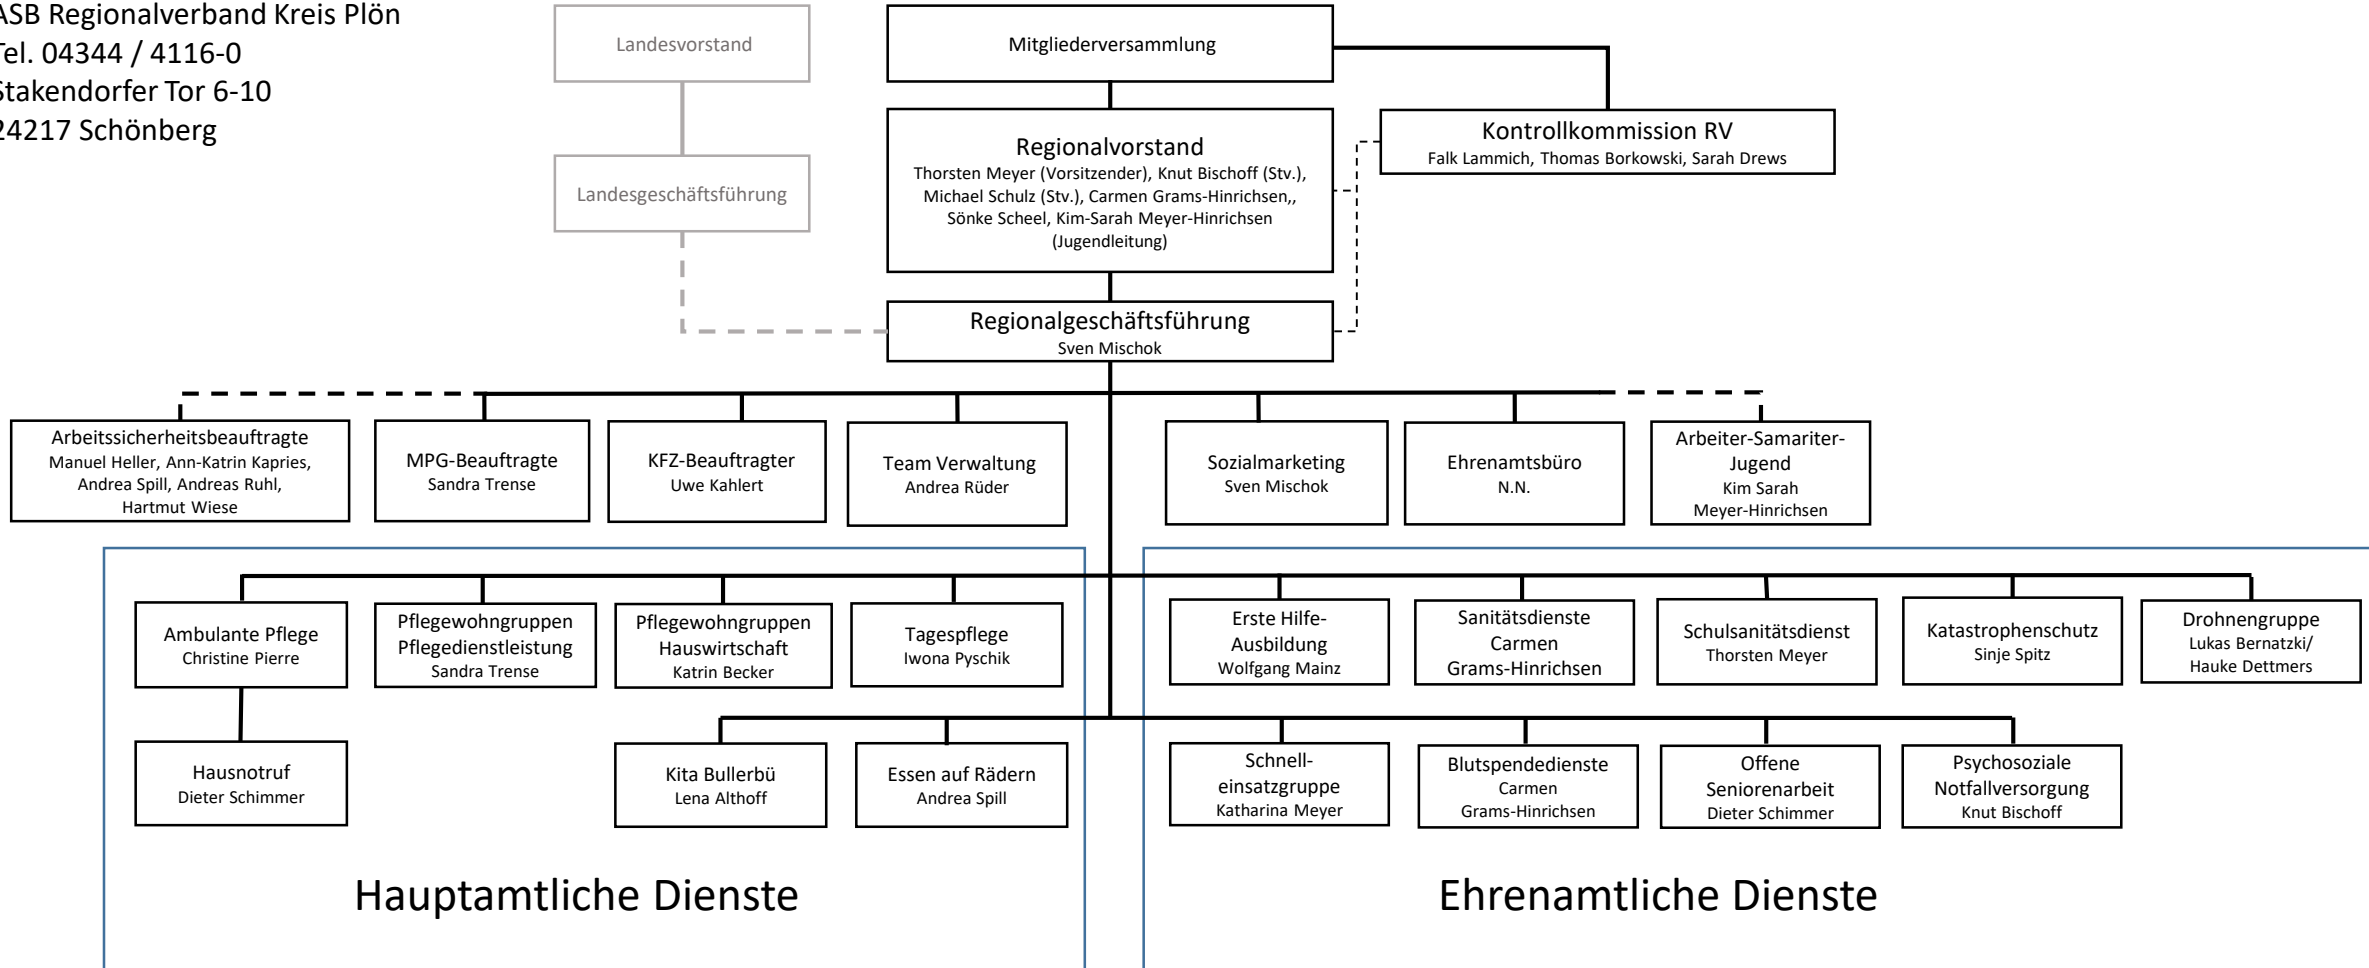 ASB Regionalverband Kreis Plön
Tel. 04344 / 4116-0
Stakendorfer Tor 6-10
24217 Schönberg
Landesvorstand
Mitgliederversammlung
Landesgeschäftsführung
Regionalvorstand
Thorsten Meyer (Vorsitzender), Knut Bischoff (Stv.),
Michael Schulz (Stv.), Carmen Grams-Hinrichsen,,
Sönke Scheel, Kim-Sarah Meyer-Hinrichsen
(Jugendleitung)
Kontrollkommission RV
Falk Lammich, Thomas Borkowski, Sarah Drews
Regionalgeschäftsführung
Sven Mischok
Arbeitssicherheitsbeauftragte
Manuel Heller, Ann-Katrin Kapries,
Andrea Spill, Andreas Ruhl,
Hartmut Wiese
MPG-Beauftragte
Sandra Trense
KFZ-Beauftragter
Uwe Kahlert
Team Verwaltung
Andrea Rüder
Sozialmarketing
Sven Mischok
Ehrenamtsbüro
N.N.
Arbeiter-Samariter-
Jugend
Kim Sarah
Meyer-Hinrichsen
Ambulante Pflege
Christine Pierre
Pflegewohngruppen
Pflegedienstleistung
Sandra Trense
Pflegewohngruppen
Hauswirtschaft
Katrin Becker
Tagespflege
Iwona Pyschik
Erste Hilfe-
Ausbildung
Wolfgang Mainz
Sanitätsdienste
Carmen
Grams-Hinrichsen
Schulsanitätsdienst
Thorsten Meyer
Katastrophenschutz
Sinje Spitz
Drohnengruppe
Lukas Bernatzki/
Hauke Dettmers
Hausnotruf
Dieter Schimmer
Kita Bullerbü
Lena Althoff
Essen auf Rädern
Andrea Spill
Schnell-
einsatzgruppe
Katharina Meyer
Blutspendedienste
Carmen
Grams-Hinrichsen
Offene
Seniorenarbeit
Dieter Schimmer
Psychosoziale
Notfallversorgung
Knut Bischoff
Hauptamtliche Dienste
Ehrenamtliche Dienste